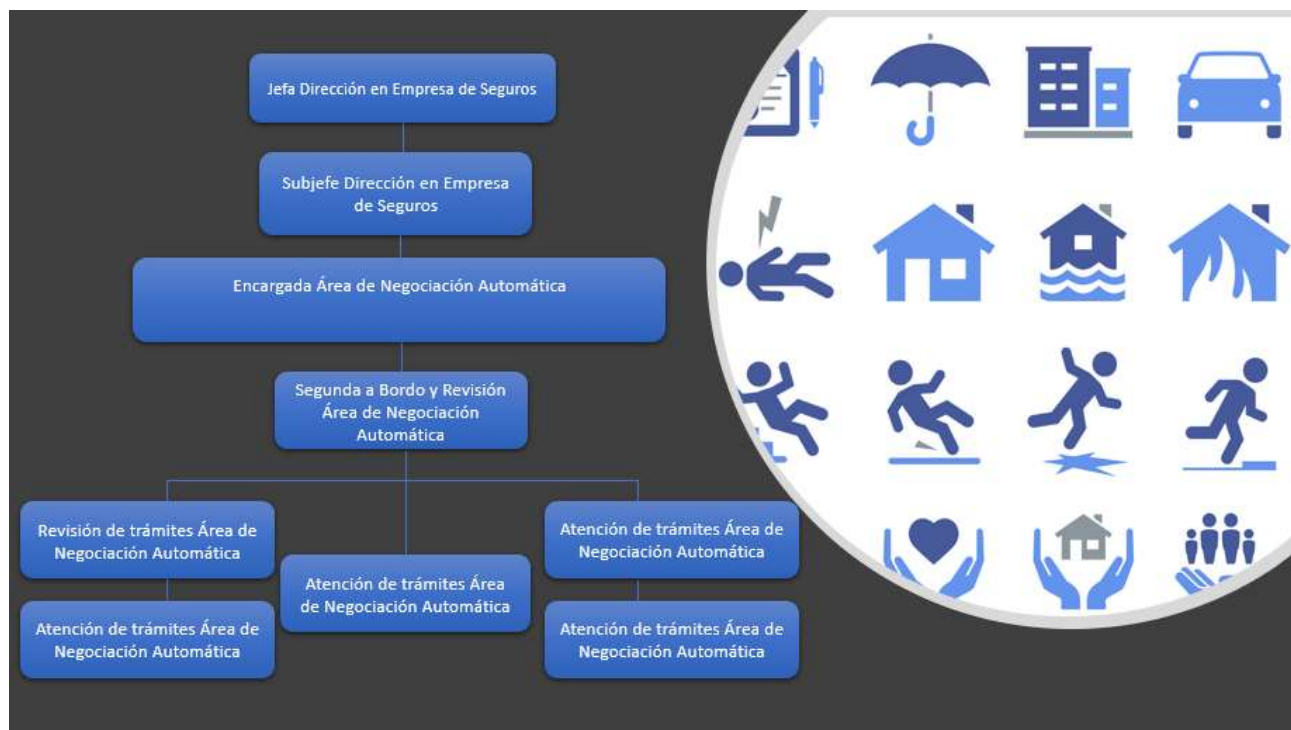 Jefa Dirección en Empresa de Seguros
Subjefe Dirección en Empresa
de Seguros
Encargada Área de Negociación Automática
Segunda a Bordo y Revisión
Área de Negociación
Automática
Revisión de trámites Área de
Negociación Automática
Atención de trámites Área de
Negociación Automática
Atención de trámites Área
de Negociación Automática
Atención de trámites Área de
Negociación Automática
Atención de trámites Área de
Negociación Automática